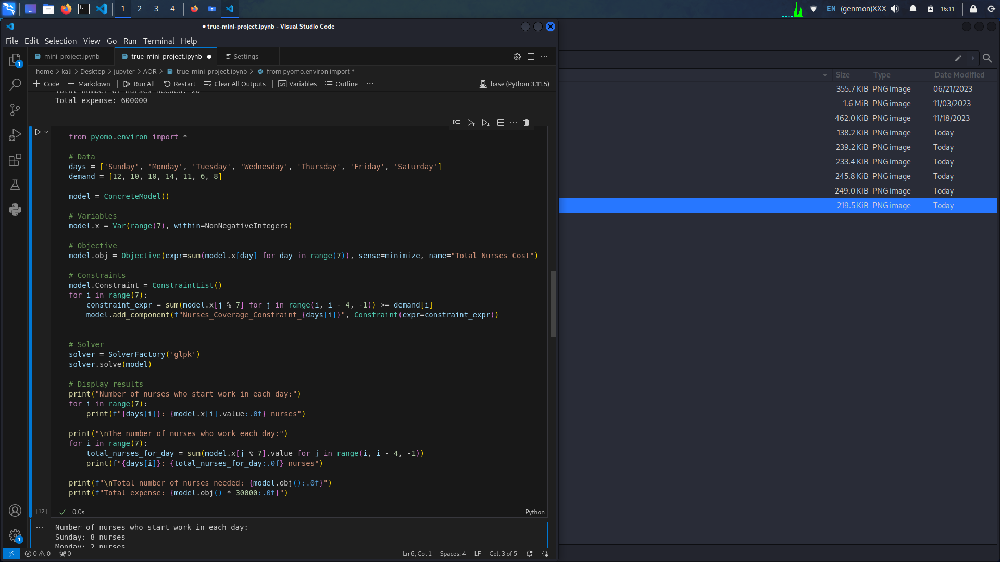 1 2 3 4 EN (genmon)XXX 16:11
true-mini-project.ipynb - Visual Studio Code
File Edit Selection View Go Run Terminal Help
mini-project.ipynb true-mini-project.ipynb Settings
home > kali > Desktop > jupyter > AOR > true-mini-project.ipynb > from pyomo.environ import *
+ Code + Markdown Run All Restart Clear All Outputs Variables Outline ... base (Python 3.11.5)
Total number of nurses needed: 20
Total expense: 600000
from pyomo.environ import *
# Data
days = ['Sunday', 'Monday', 'Tuesday', 'Wednesday', 'Thursday', 'Friday', 'Saturday']
demand = [12, 10, 10, 14, 11, 6, 8]
model = ConcreteModel()
# Variables
model.x = Var(range(7), within=NonNegativeIntegers)
# Objective
model.obj = Objective(expr=sum(model.x[day] for day in range(7)), sense=minimize, name="Total_Nurses_Cost")
# Constraints
model.Constraint = ConstraintList()
for i in range(7):
    constraint_expr = sum(model.x[j % 7] for j in range(i, i - 4, -1)) >= demand[i]
    model.add_component(f"Nurses_Coverage_Constraint_{days[i]}", Constraint(expr=constraint_expr))
# Solver
solver = SolverFactory('glpk')
solver.solve(model)
# Display results
print("Number of nurses who start work in each day:")
for i in range(7):
    print(f"{days[i]}: {model.x[i].value:.0f} nurses")
print("\nThe number of nurses who work each day:")
for i in range(7):
    total_nurses_for_day = sum(model.x[j % 7].value for j in range(i, i - 4, -1))
    print(f"{days[i]}: {total_nurses_for_day:.0f} nurses")
print(f"\nTotal number of nurses needed: {model.obj():.0f}")
print(f"Total expense: {model.obj() * 30000:.0f}")
[12] 0.0s Python
Number of nurses who start work in each day:
Sunday: 8 nurses
Monday: 2 nurses
0 0 0 Ln 6, Col 1 Spaces: 4 LF Cell 3 of 5
1
1
Size Type Date Modified
355.7 KiB PNG image 06/21/2023
1.6 MiB PNG image 11/03/2023
462.0 KiB PNG image 11/18/2023
138.2 KiB PNG image Today
239.2 KiB PNG image Today
233.4 KiB PNG image Today
245.8 KiB PNG image Today
249.0 KiB PNG image Today
219.5 KiB PNG image Today